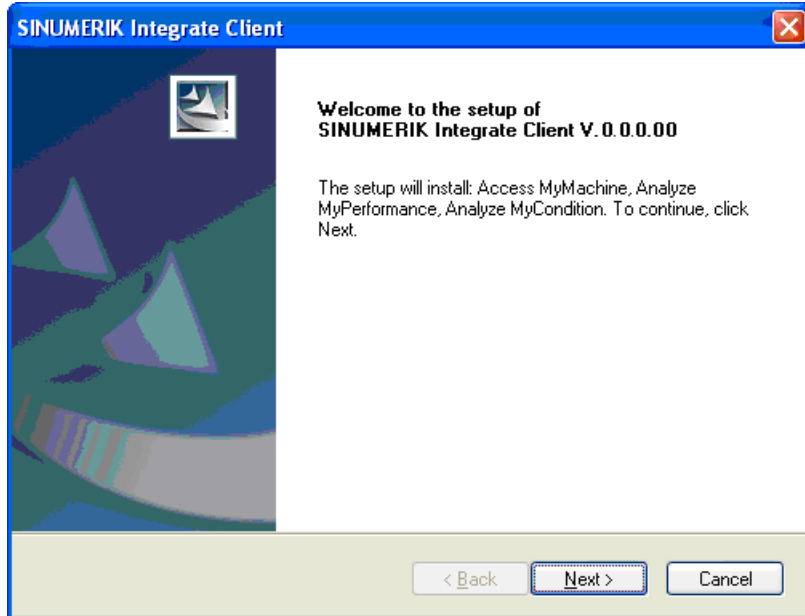 SINUMERIK Integrate Client
Welcome to the setup of
SINUMERIK Integrate Client V.0.0.0.00
The setup will install: Access MyMachine, Analyze
MyPerformance, Analyze MyCondition. To continue, click
Next.
< Back
Next >
Cancel